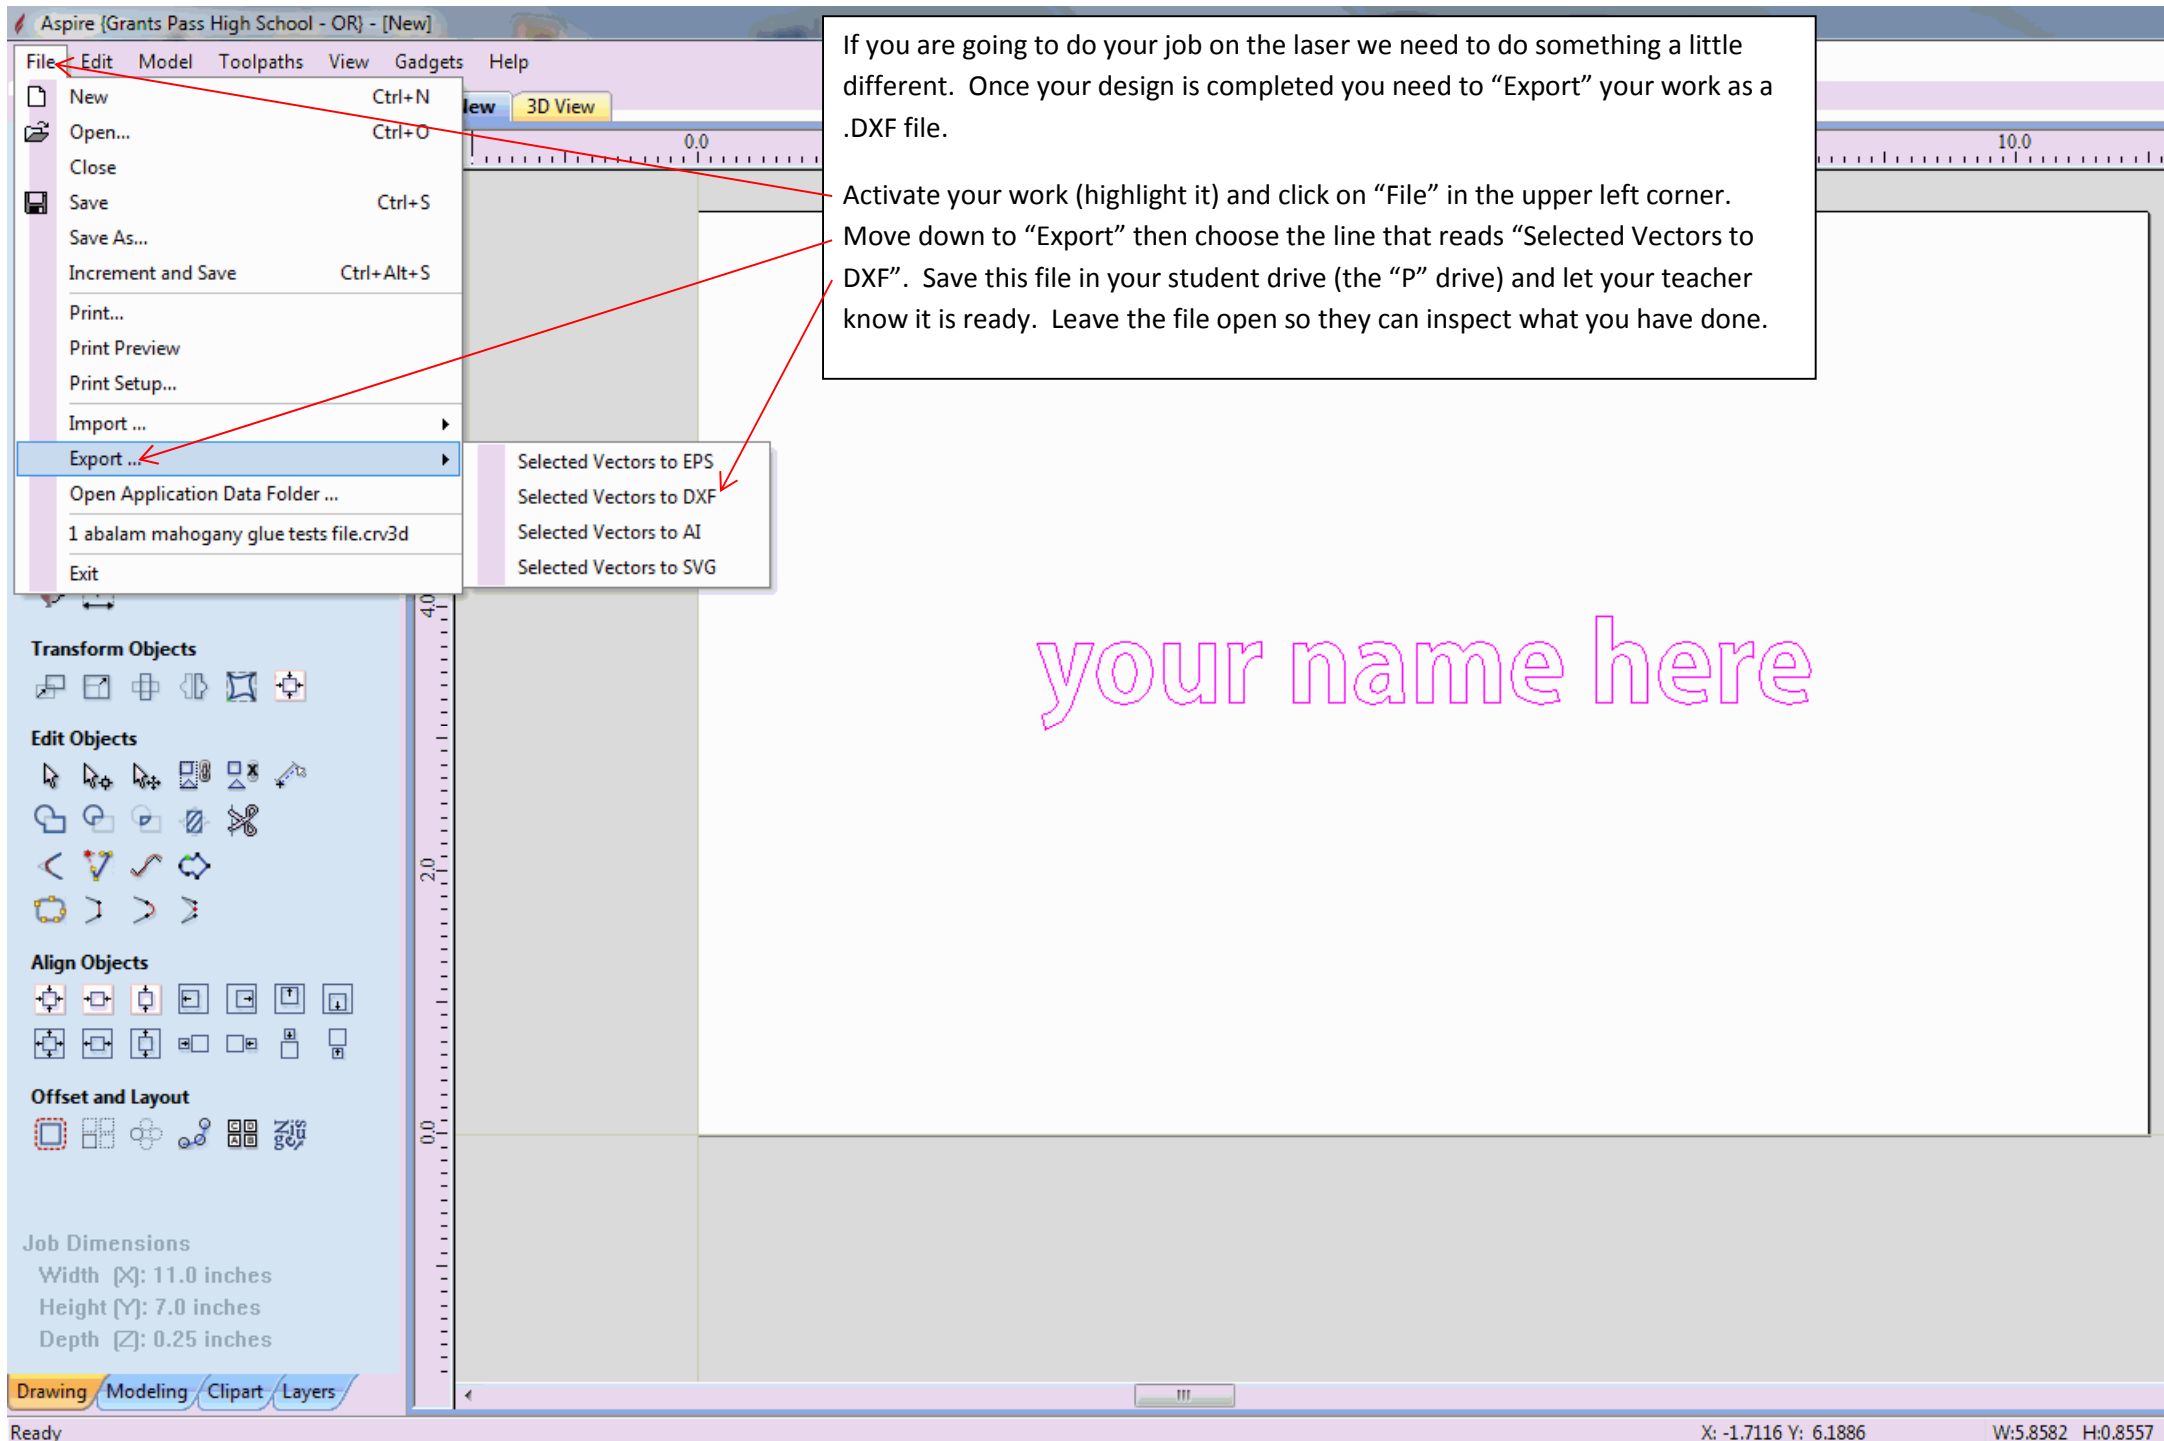 Aspire {Grants Pass High School - OR} - [New]
File Edit Model Toolpaths View Gadgets Help
New Ctrl+N
Open... Ctrl+O
Close
Save Ctrl+S
Save As...
Increment and Save Ctrl+Alt+S
Print...
Print Preview
Print Setup...
Import ...
Export ...
Open Application Data Folder ...
1 abalam mahogany glue tests file.crv3d
Exit
Selected Vectors to EPS
Selected Vectors to DXF
Selected Vectors to AI
Selected Vectors to SVG
3D View
0.0
10.0
If you are going to do your job on the laser we need to do something a little
different. Once your design is completed you need to “Export” your work as a
.DXF file.
Activate your work (highlight it) and click on “File” in the upper left corner.
Move down to “Export” then choose the line that reads “Selected Vectors to
DXF”. Save this file in your student drive (the “P” drive) and let your teacher
know it is ready. Leave the file open so they can inspect what you have done.
4.0
2.0
0.0
your name here
Transform Objects
Edit Objects
Align Objects
Offset and Layout
Job Dimensions
Width (X): 11.0 inches
Height (Y): 7.0 inches
Depth (Z): 0.25 inches
Drawing Modeling Clipart Layers
Ready
X: -1.7116 Y: 6.1886
W:5.8582 H:0.8557